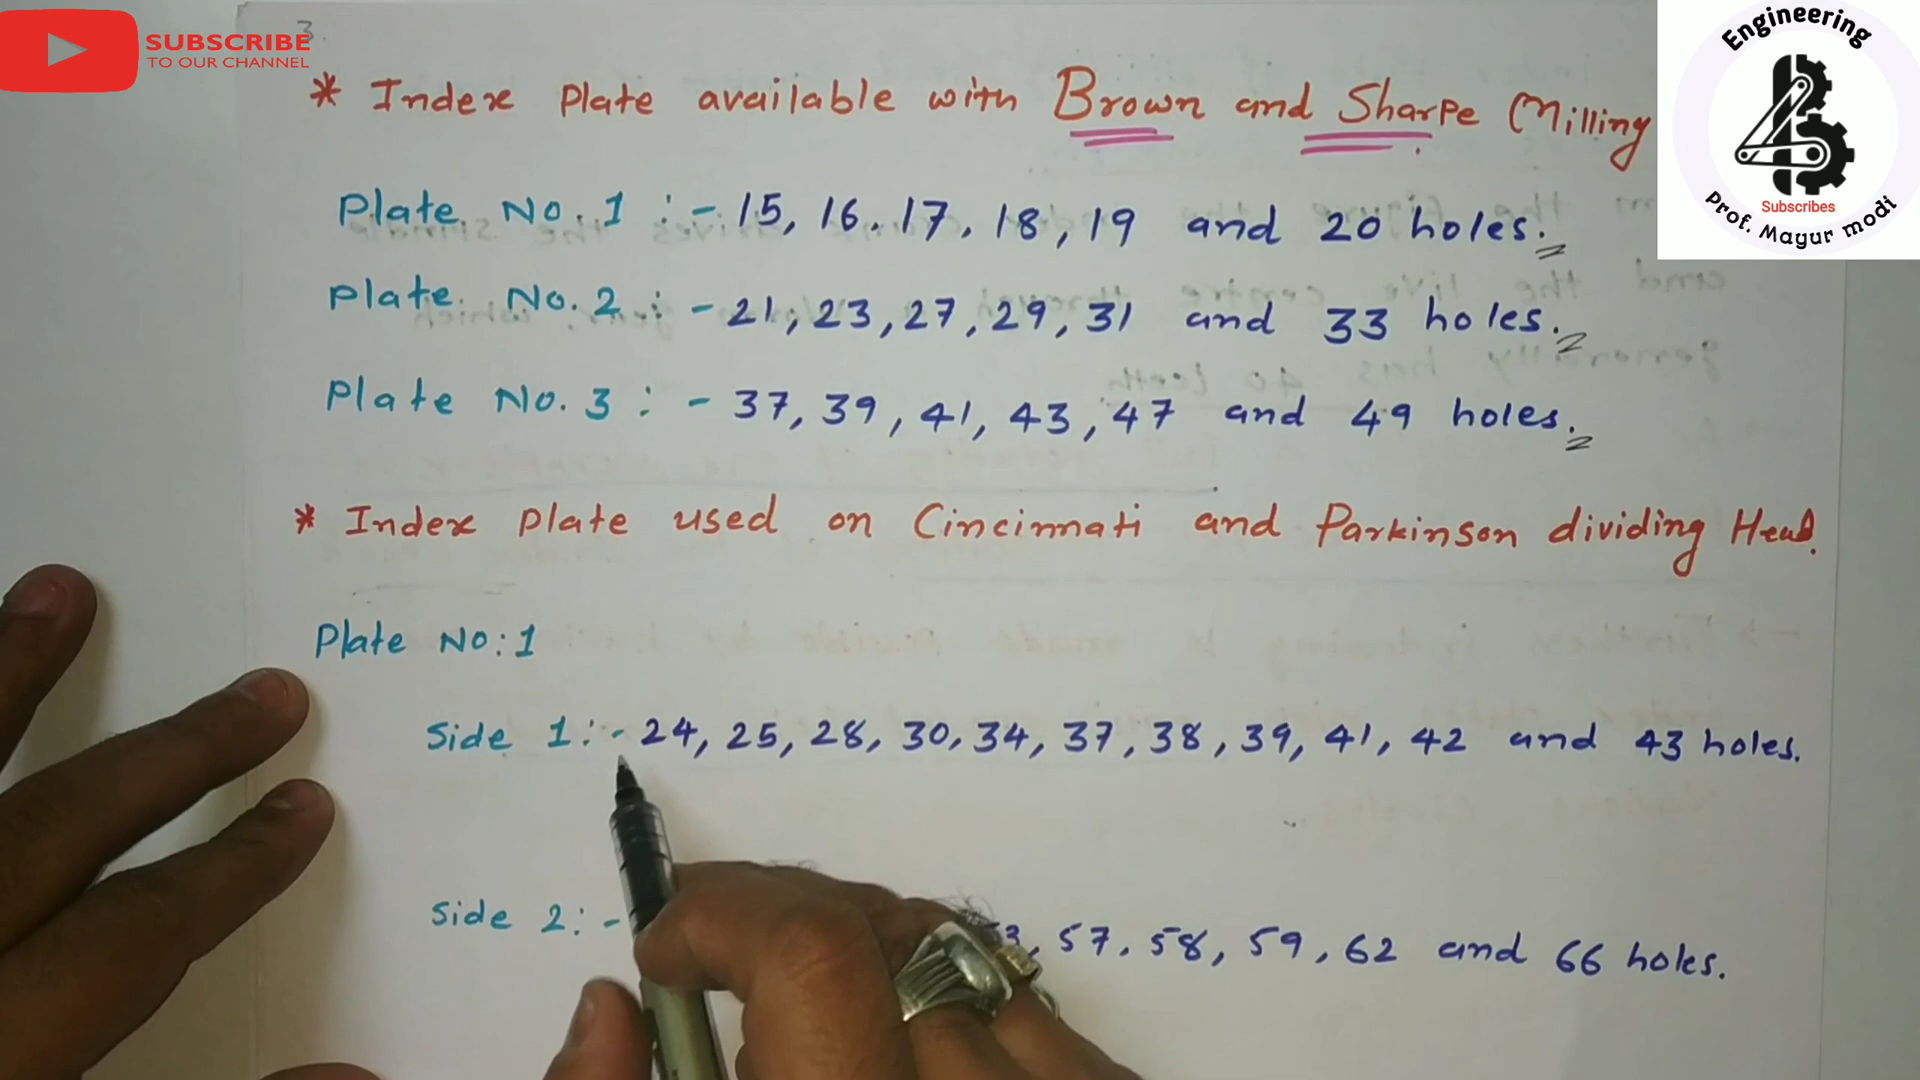 3.
SUBSCRIBE
TO OUR CHANNEL
Engineering
Subscribes
Prof. Mayur modi
* Index Plate available with Brown and Sharpe Milling
Plate No. 1 :- 15, 16, 17, 18, 19 and 20 holes.
Plate No. 2 :- 21, 23, 27, 29, 31 and 33 holes.
Plate No. 3 :- 37, 39, 41, 43, 47 and 49 holes.
* Index Plate used on Cincinnati and Parkinson dividing Head.
Plate No:1
Side 1:- 24, 25, 28, 30, 34, 37, 38, 39, 41, 42 and 43 holes.
Side 2:- 57, 58, 59, 62 and 66 holes.